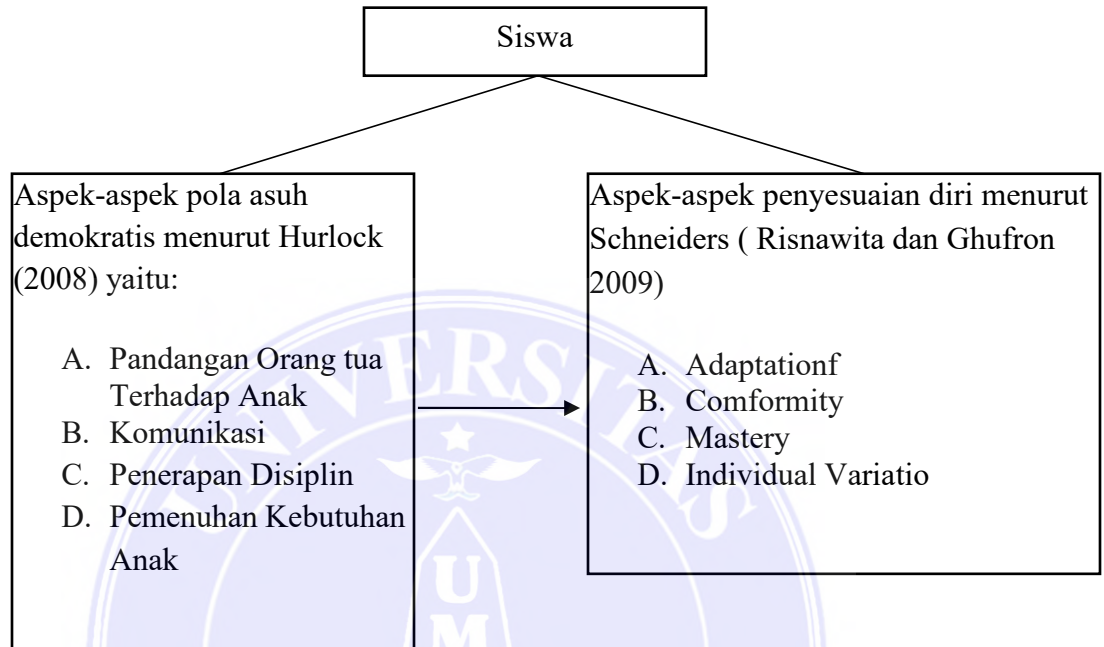 Siswa
Aspek-aspek pola asuh
demokratis menurut Hurlock
(2008) yaitu:
A. Pandangan Orang tua
Terhadap Anak
B. Komunikasi
C. Penerapan Disiplin
D. Pemenuhan Kebutuhan
Anak
Aspek-aspek penyesuaian diri menurut
Schneiders ( Risnawita dan Ghufron
2009)
A. Adaptationf
B. Comformity
C. Mastery
D. Individual Variatio
UNIVERSITAS
U
M